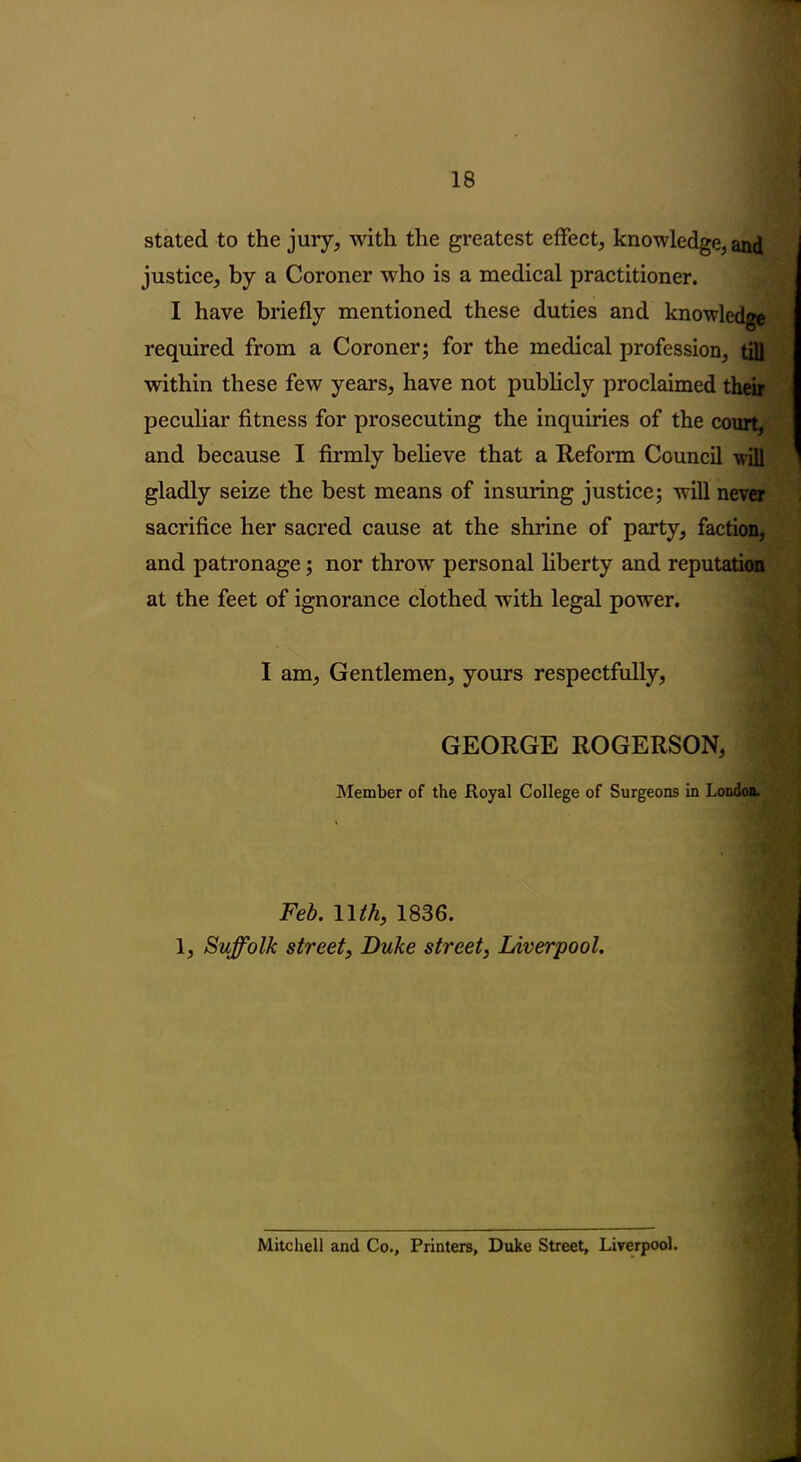 18
stated to the jury, with the greatest effect, knowledge, and
justice, by a Coroner who is a medical practitioner.
I have briefly mentioned these duties and knowledge
required from a Coroner; for the medical profession, till
within these few years, have not publicly proclaimed their
peculiar fitness for prosecuting the inquiries of the court,
and because I firmly believe that a Reform Council will
gladly seize the best means of insuring justice; will never
sacrifice her sacred cause at the shrine of party, faction,
and patronage; nor throw personal liberty and reputation
at the feet of ignorance clothed with legal power.
I am, Gentlemen, yours respectfully,
GEORGE ROGERSON,
Member of the Royal College of Surgeons in London.
Feb. 11th, 1836.
1, Suffolk street, Duke street, Liverpool.
Mitchell and Co., Printers, Duke Street, Liverpool.